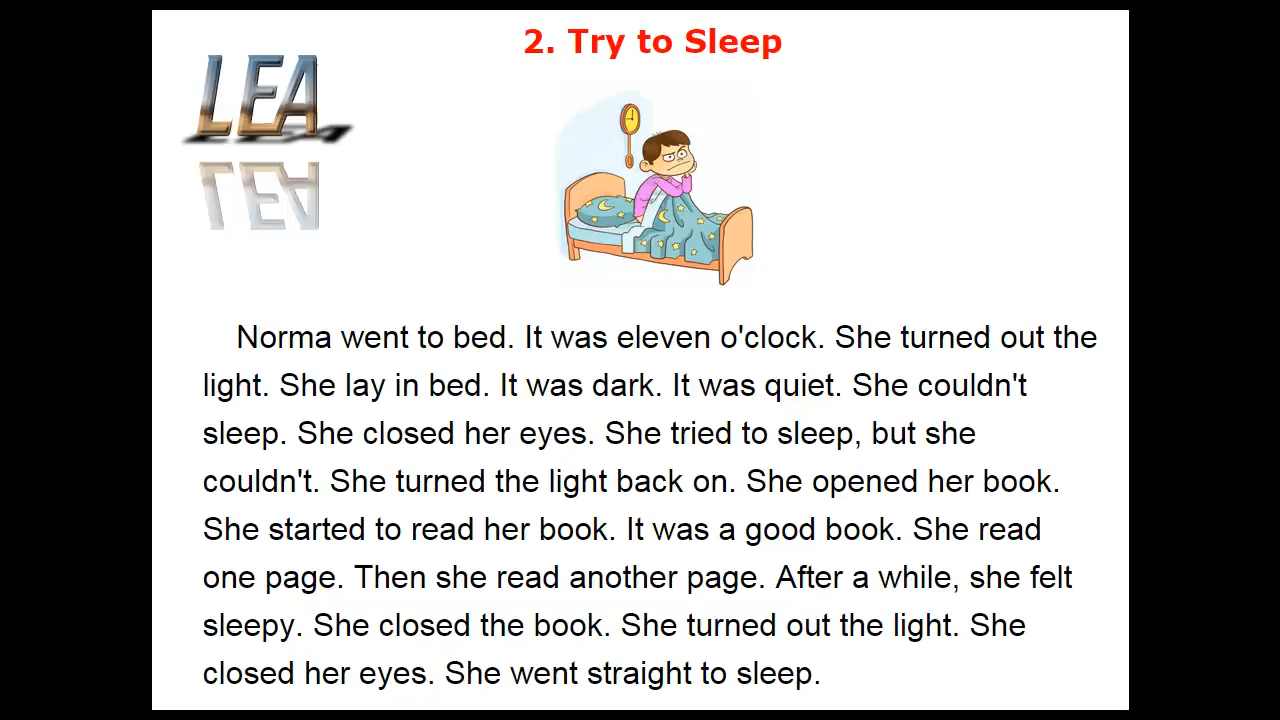 2. Try to Sleep
LEA
Norma went to bed. It was eleven o'clock. She turned out the
light. She lay in bed. It was dark. It was quiet. She couldn't
sleep. She closed her eyes. She tried to sleep, but she
couldn't. She turned the light back on. She opened her book.
She started to read her book. It was a good book. She read
one page. Then she read another page. After a while, she felt
sleepy. She closed the book. She turned out the light. She
closed her eyes. She went straight to sleep.